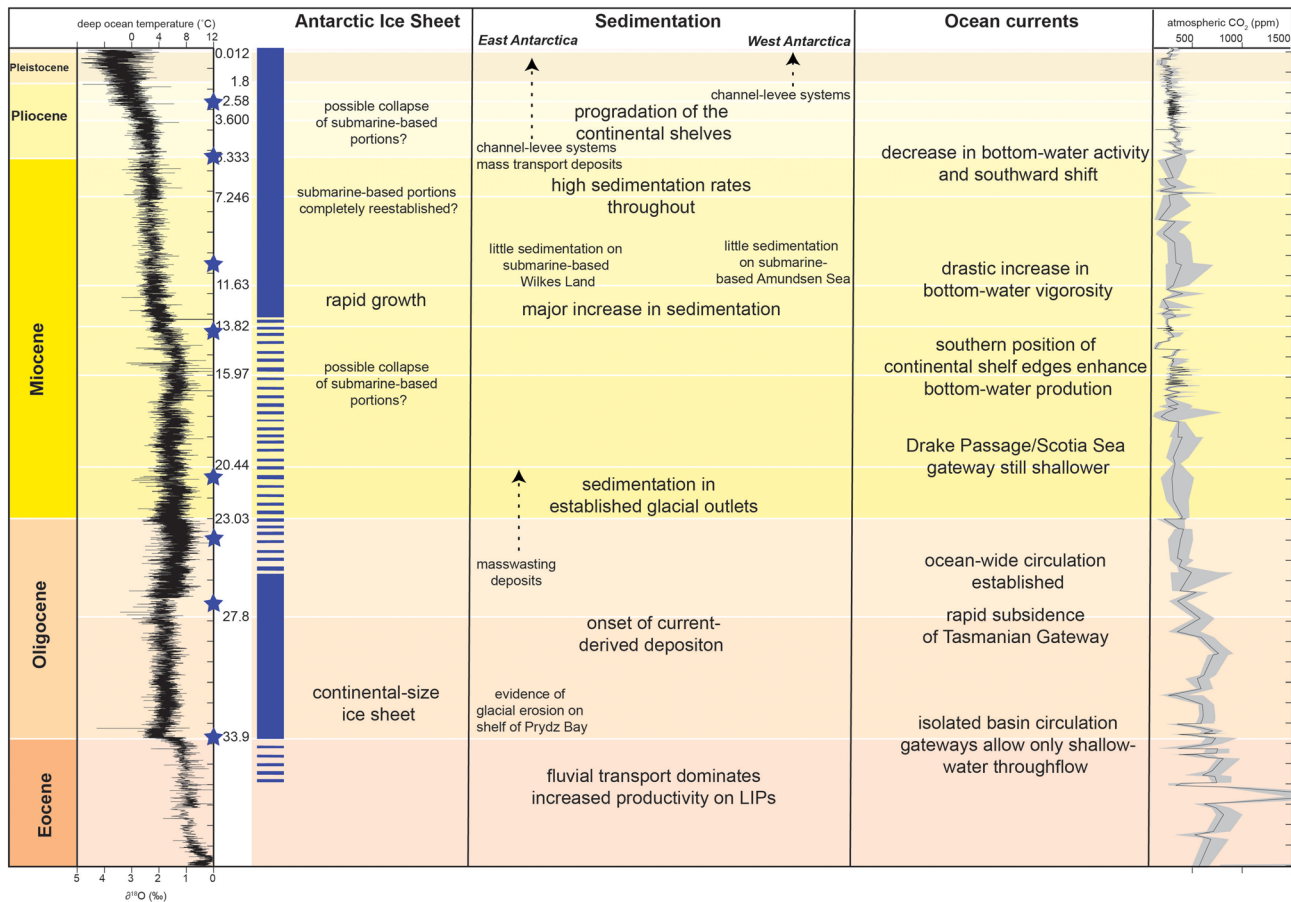 deep ocean temperature (˚C)
0 4 8 12
Antarctic Ice Sheet
Sedimentation
Ocean currents
atmospheric CO2 (ppm)
500 1000 1500
East Antarctica
West Antarctica
Pleistocene
Pliocene
Miocene
Oligocene
Eocene
0.012
1.8
2.58
3.600
5.333
7.246
11.63
13.82
15.97
20.44
23.03
27.8
33.9
possible collapse
of submarine-based
portions?
submarine-based portions
completely reestablished?
rapid growth
possible collapse
of submarine-based
portions?
continental-size
ice sheet
channel-levee systems
progradation of the
continental shelves
channel-levee systems
mass transport deposits
high sedimentation rates
throughout
little sedimentation on
submarine-based
Wilkes Land
little sedimentation
on submarine-
based Amundsen Sea
major increase in sedimentation
sedimentation in
established glacial outlets
masswasting
deposits
onset of current-
derived depositon
evidence of
glacial erosion on
shelf of Prydz Bay
fluvial transport dominates
increased productivity on LIPs
decrease in bottom-water activity
and southward shift
drastic increase in
bottom-water vigorosity
southern position of
continental shelf edges enhance
bottom-water prodution
Drake Passage/Scotia Sea
gateway still shallower
ocean-wide circulation
established
rapid subsidence
of Tasmanian Gateway
isolated basin circulation
gateways allow only shallow-
water throughflow
5 4 3 2 1 0
∂18O (‰)